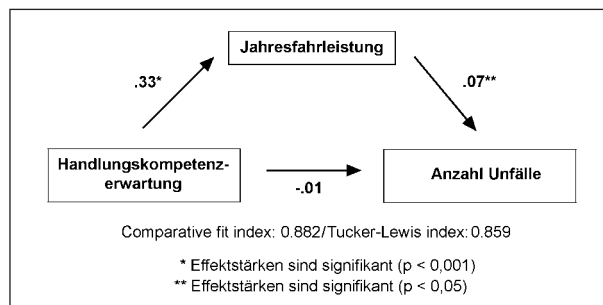 Jahresfahrleistung
.33*
.07**
Handlungskompetenz-
erwartung
-.01
Anzahl Unfälle
Comparative fit index: 0.882/Tucker-Lewis index: 0.859
* Effektstärken sind signifikant (p < 0,001)
** Effektstärken sind signifikant (p < 0,05)